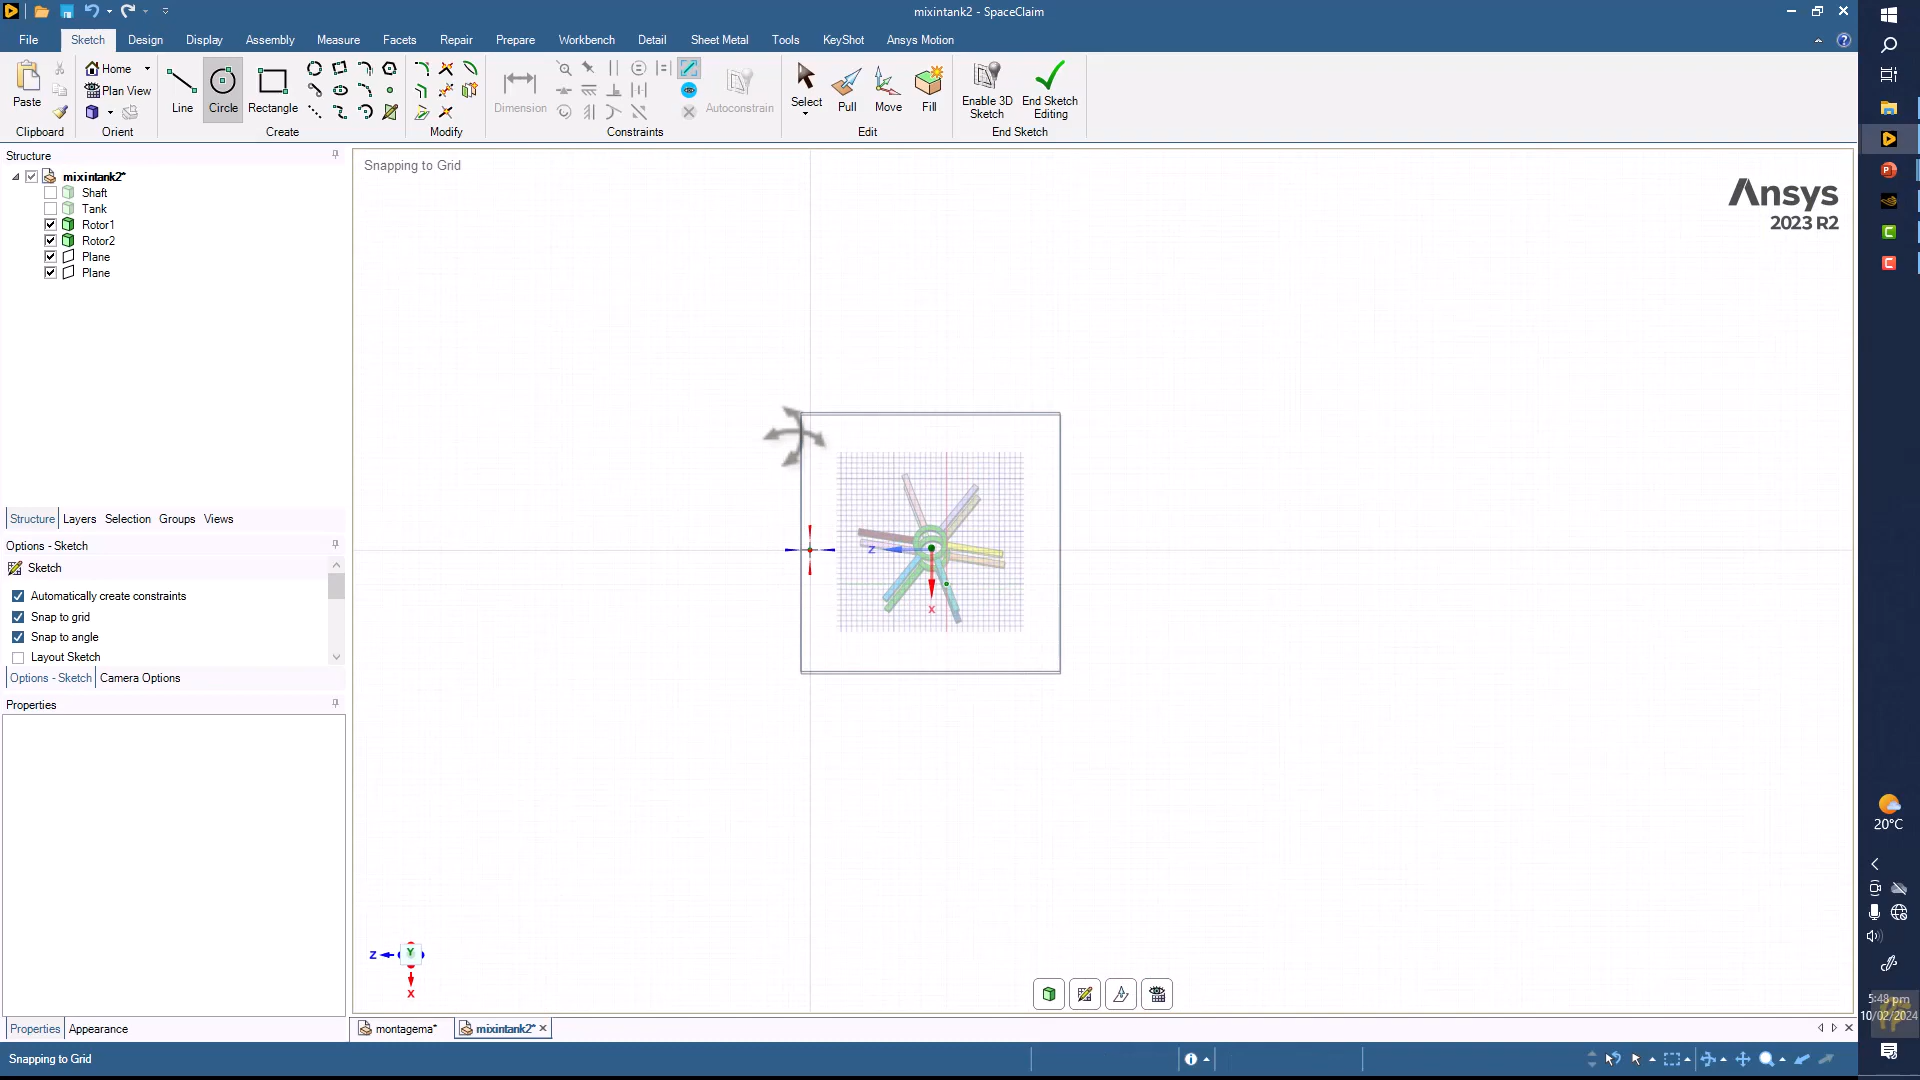 mixintank2 - SpaceClaim
File Sketch Design Display Assembly Measure Facets Repair Prepare Workbench Detail Sheet Metal Tools KeyShot Ansys Motion
Paste
Home
Plan View
Line Circle Rectangle
Dimension
Autoconstrain
Select Pull Move Fill
Enable 3D Sketch
End Sketch Editing
Clipboard Orient Create Modify Constraints Edit End Sketch
Structure
mixintank2*
Shaft
Tank
Rotor1
Rotor2
Plane
Plane
Structure Layers Selection Groups Views
Options - Sketch
Sketch
Automatically create constraints
Snap to grid
Snap to angle
Layout Sketch
Options - Sketch Camera Options
Properties
Properties Appearance
Snapping to Grid
Ansys
2023 R2
Z
X
Z Y
X
montagema* mixintank2*
Snapping to Grid
20°C
5:48 pm
10/02/2024